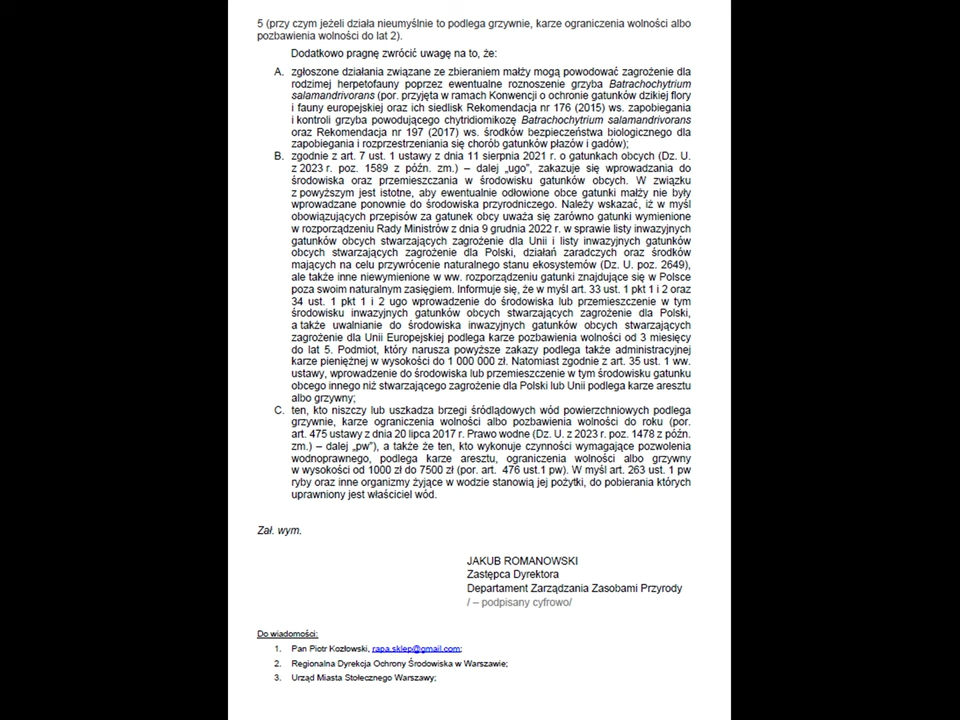 5 (przy czym jeżeli działa nieumyślnie to podlega grzywnie, karze ograniczenia wolności albo
pozbawienia wolności do lat 2).
Dodatkowo pragnę zwrócić uwagę na to, że:
A. zgłoszone działania związane ze zbieraniem małży mogą powodować zagrożenie dla
rodzimej herpetofauny poprzez ewentualne roznoszenie grzyba Batrachochytrium
salamandrivorans (por. przyjęta w ramach Konwencji o ochronie gatunków dzikiej flory
i fauny europejskiej oraz ich siedlisk Rekomendacja nr 176 (2015) ws. zapobiegania
i kontroli grzyba powodującego chytridiomikozę Batrachochytrium salamandrivorans
oraz Rekomendacja nr 197 (2017) ws. środków bezpieczeństwa biologicznego dla
zapobiegania i rozprzestrzeniania się chorób gatunków płazów i gadów);
B. zgodnie z art. 7 ust. 1 ustawy z dnia 11 sierpnia 2021 r. o gatunkach obcych (Dz. U.
z 2023 r. poz. 1589 z późn. zm.) – dalej „ugo", zakazuje się wprowadzania do
środowiska oraz przemieszczania w środowisku gatunków obcych. W związku
z powyższym jest istotne, aby ewentualnie odłowione obce gatunki małży nie były
wprowadzane ponownie do środowiska przyrodniczego. Należy wskazać, iż w myśl
obowiązujących przepisów za gatunek obcy uważa się zarówno gatunki wymienione
w rozporządzeniu Rady Ministrów z dnia 9 grudnia 2022 r. w sprawie listy inwazyjnych
gatunków obcych stwarzających zagrożenie dla Unii i listy inwazyjnych gatunków
obcych stwarzających zagrożenie dla Polski, działań zaradczych oraz środków
mających na celu przywrócenie naturalnego stanu ekosystemów (Dz. U. poz. 2649),
ale także inne niewymienione w ww. rozporządzeniu gatunki znajdujące się w Polsce
poza swoim naturalnym zasięgiem. Informuje się, że w myśl art. 33 ust. 1 pkt 1 i 2 oraz
34 ust. 1 pkt 1 i 2 ugo wprowadzenie do środowiska lub przemieszczenie w tym
środowisku inwazyjnych gatunków obcych stwarzających zagrożenie dla Polski,
a także uwalnianie do środowiska inwazyjnych gatunków obcych stwarzających
zagrożenie dla Unii Europejskiej podlega karze pozbawienia wolności od 3 miesięcy
do lat 5. Podmiot, który narusza powyższe zakazy podlega także administracyjnej
karze pieniężnej w wysokości do 1 000 000 zł. Natomiast zgodnie z art. 35 ust. 1 ww.
ustawy, wprowadzenie do środowiska lub przemieszczenie w tym środowisku gatunku
obcego innego niż stwarzającego zagrożenie dla Polski lub Unii podlega karze aresztu
albo grzywny;
C. ten, kto niszczy lub uszkadza brzegi śródlądowych wód powierzchniowych podlega
grzywnie, karze ograniczenia wolności albo pozbawienia wolności do roku (por.
art. 475 ustawy z dnia 20 lipca 2017 r. Prawo wodne (Dz. U. z 2023 r. poz. 1478 z późn.
zm.) – dalej „pw"), a także że ten, kto wykonuje czynności wymagające pozwolenia
wodnoprawnego, podlega karze aresztu, ograniczenia wolności albo grzywny
w wysokości od 1000 zł do 7500 zł (por. art. 476 ust.1 pw). W myśl art. 263 ust. 1 pw
ryby oraz inne organizmy żyjące w wodzie stanowią jej pożytki, do pobierania których
uprawniony jest właściciel wód.
Zał. wym.
JAKUB ROMANOWSKI
Zastępca Dyrektora
Departament Zarządzania Zasobami Przyrody
/ – podpisany cyfrowo/
Do wiadomości:
1. Pan Piotr Kozłowski, rapa.sklep@gmail.com;
2. Regionalna Dyrekcja Ochrony Środowiska w Warszawie;
3. Urząd Miasta Stołecznego Warszawy;